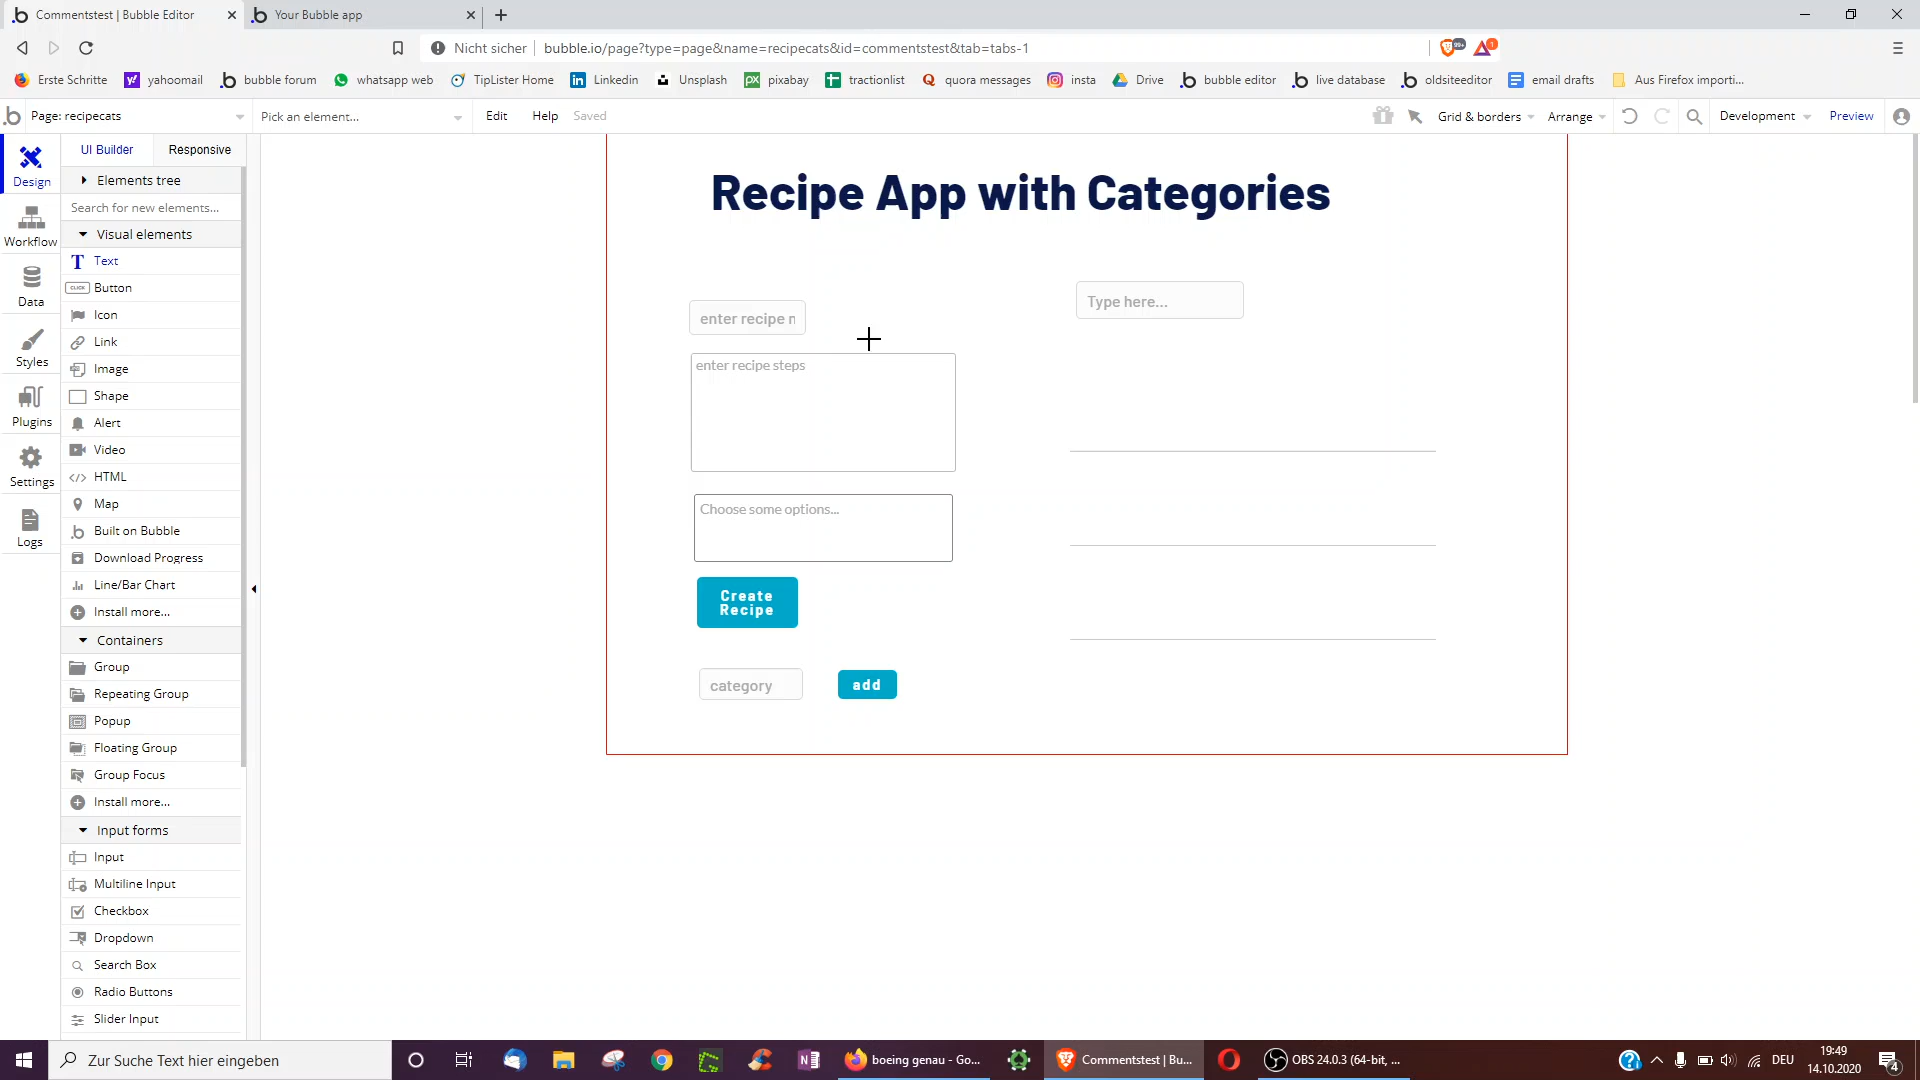 Commentstest | Bubble Editor
Your Bubble app
Nicht sicher
bubble.io/page?type=page&name=recipecats&id=commentstest&tab=tabs-1
99+
1
Erste Schritte
yahoomail
bubble forum
whatsapp web
TipLister Home
Linkedin
Unsplash
pixabay
tractionlist
quora messages
insta
Drive
bubble editor
live database
oldsiteeditor
email drafts
Aus Firefox importi...
Page: recipecats
Pick an element...
Edit
Help
Saved
Grid & borders
Arrange
Development
Preview
Design
Workflow
Data
Styles
Plugins
Settings
Logs
UI Builder
Responsive
Elements tree
Search for new elements...
Visual elements
Text
CLICK
Button
Icon
Link
Image
Shape
Alert
Video
HTML
Map
Built on Bubble
Download Progress
Line/Bar Chart
Install more...
Containers
Group
Repeating Group
Popup
Floating Group
Group Focus
Install more...
Input forms
Input
Multiline Input
Checkbox
Dropdown
Search Box
Radio Buttons
Slider Input
Recipe App with Categories
enter recipe n
Type here...
enter recipe steps
Choose some options...
Create
Recipe
category
add
Zur Suche Text hier eingeben
boeing genau - Go...
Commentstest | Bu...
OBS 24.0.3 (64-bit, ...
DEU
19:49
14.10.2020
4